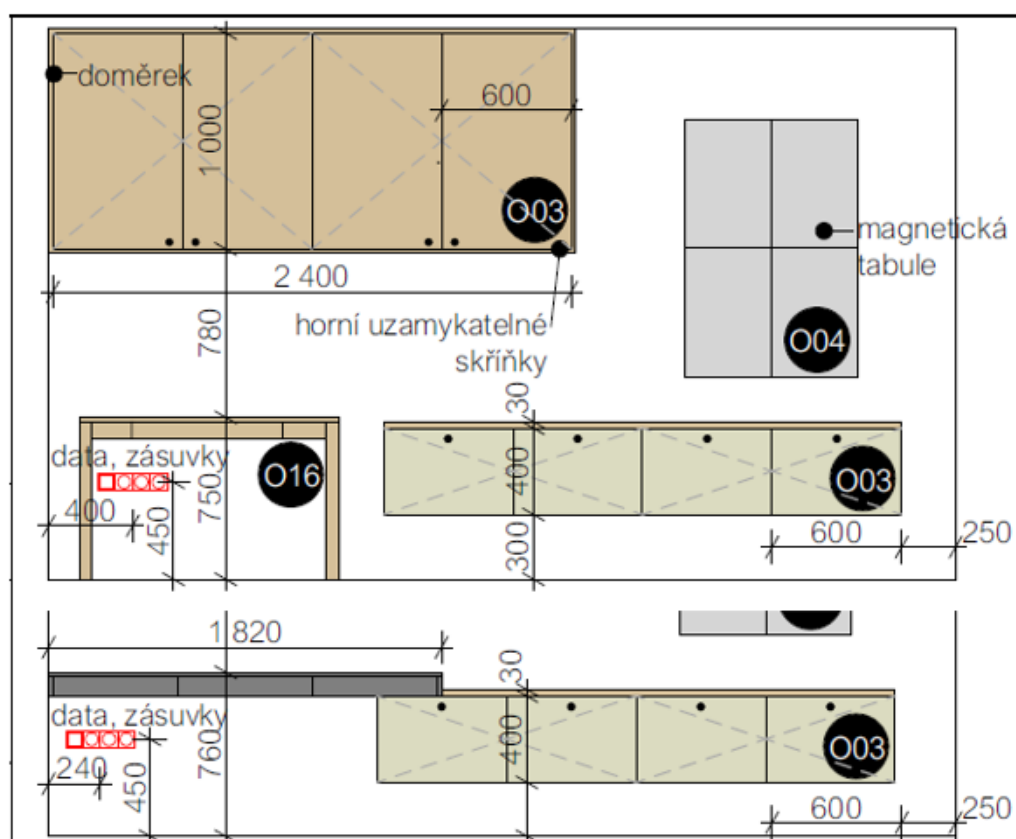 doměrek
600
1 000
O03
magnetická
tabule
2 400
horní uzamykatelné
skříňky
780
O04
30
data, zásuvky
O16
750
400
O03
400
450
300
600
250
1 820
30
data, zásuvky
760
400
O03
240
450
600
250